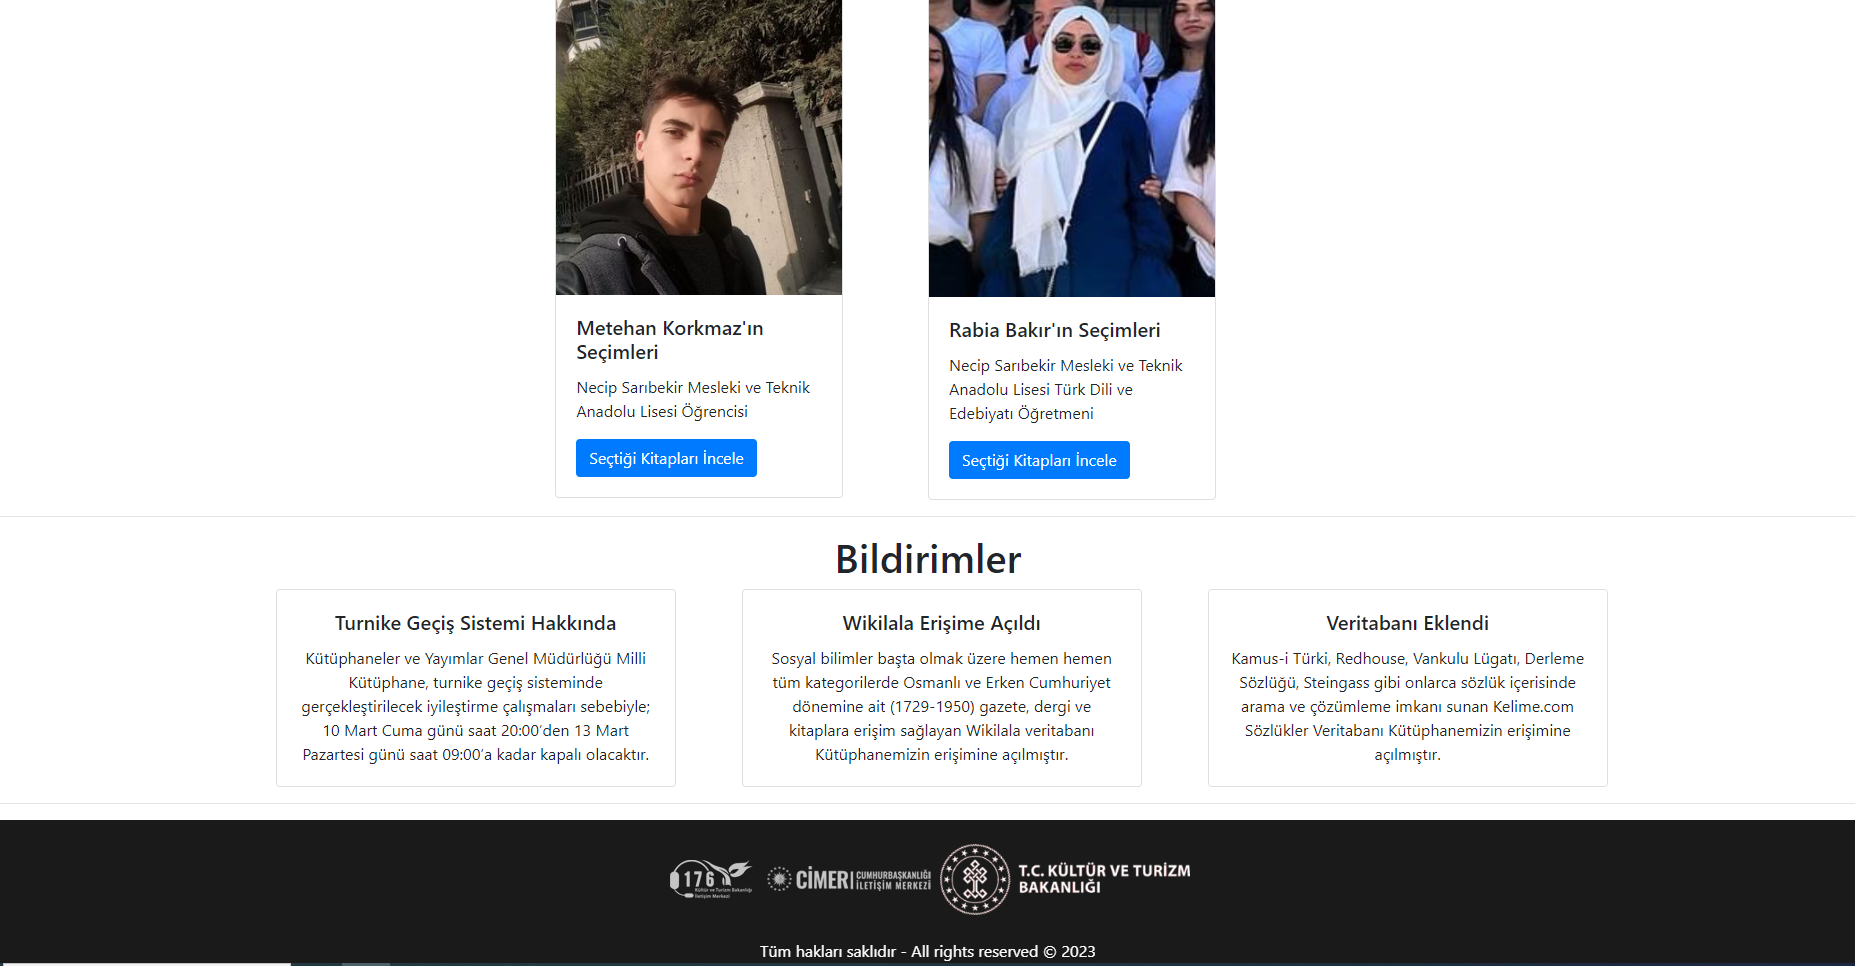 Metehan Korkmaz'ın
Seçimleri
Necip Sarıbekir Mesleki ve Teknik
Anadolu Lisesi Öğrencisi
Seçtiği Kitapları İncele
Rabia Bakır'ın Seçimleri
Necip Sarıbekir Mesleki ve Teknik
Anadolu Lisesi Türk Dili ve
Edebiyatı Öğretmeni
Seçtiği Kitapları İncele
Bildirimler
Turnike Geçiş Sistemi Hakkında
Kütüphaneler ve Yayımlar Genel Müdürlüğü Milli
Kütüphane, turnike geçiş sisteminde
gerçekleştirilecek iyileştirme çalışmaları sebebiyle;
10 Mart Cuma günü saat 20:00’den 13 Mart
Pazartesi günü saat 09:00’a kadar kapalı olacaktır.
Wikilala Erişime Açıldı
Sosyal bilimler başta olmak üzere hemen hemen
tüm kategorilerde Osmanlı ve Erken Cumhuriyet
dönemine ait (1729-1950) gazete, dergi ve
kitaplara erişim sağlayan Wikilala veritabanı
Kütüphanemizin erişimine açılmıştır.
Veritabanı Eklendi
Kamus-i Türki, Redhouse, Vankulu Lügatı, Derleme
Sözlüğü, Steingass gibi onlarca sözlük içerisinde
arama ve çözümleme imkanı sunan Kelime.com
Sözlükler Veritabanı Kütüphanemizin erişimine
açılmıştır.
176
Kültür ve Turizm Bakanlığı
İletişim Merkezi
CİMER
CUMHURBAŞKANLIĞI
İLETİŞİM MERKEZİ
T.C. KÜLTÜR VE TURİZM
BAKANLIĞI
Tüm hakları saklıdır - All rights reserved © 2023